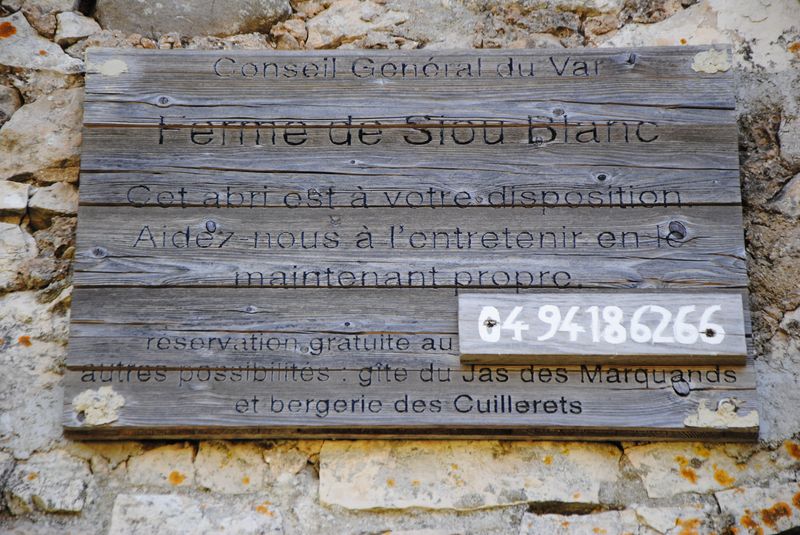 Conseil Général du Var
Ferme de Siou Blanc
Cet abri est à votre disposition.
Aidez-nous à l'entretenir en le
maintenant propre.
réservation gratuite au 04 94186266
autres possibilités : gîte du Jas des Marquands
et bergerie des Cuillerets